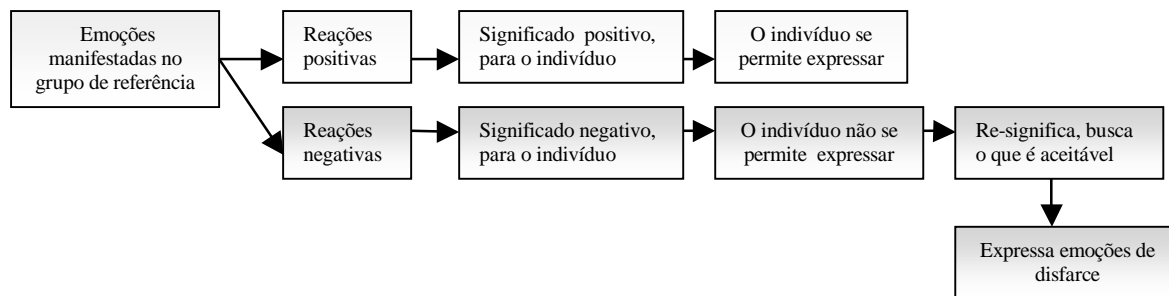 Emoções
manifestadas no
grupo de referência
Reações
positivas
Significado positivo,
para o indivíduo
O indivíduo se
permite expressar
Reações
negativas
Significado negativo,
para o indivíduo
O indivíduo não se
permite expressar
Re-significa, busca
o que é aceitável
Expressa emoções de
disfarce